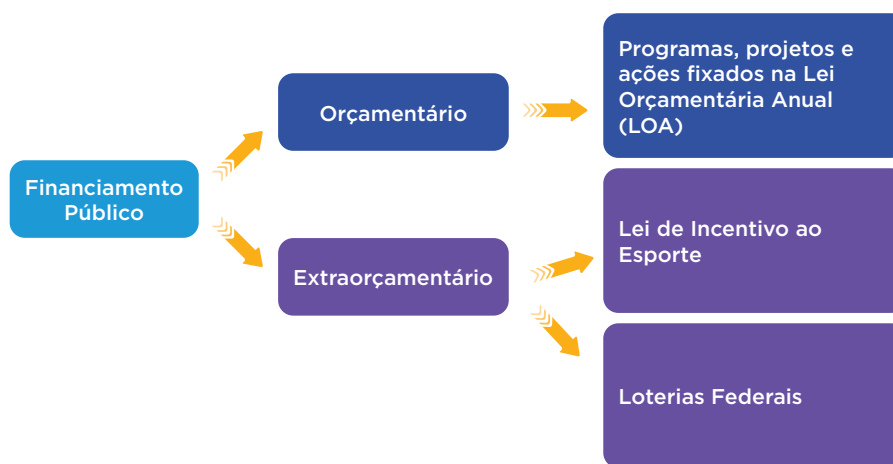 Financiamento
Público
Orçamentário
Extraorçamentário
Programas, projetos e
ações fixados na Lei
Orçamentária Anual
(LOA)
Lei de Incentivo ao
Esporte
Loterias Federais